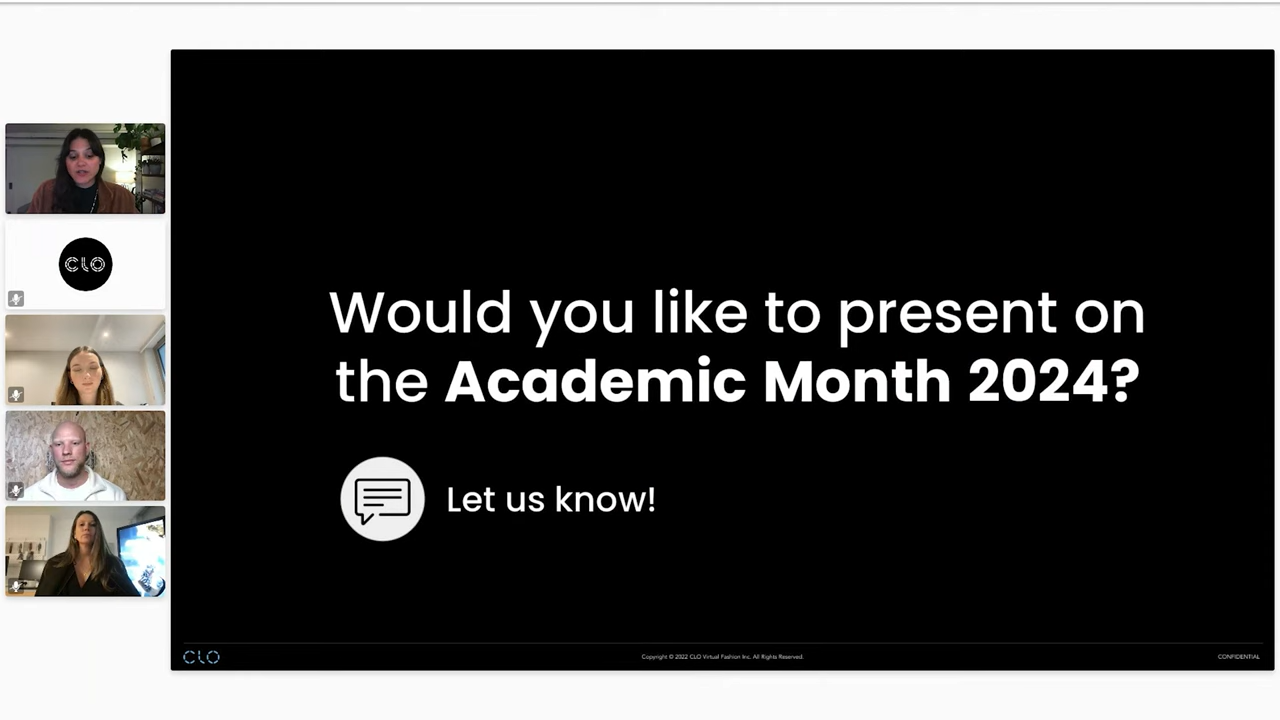 CLO
Would you like to present on
the Academic Month 2024?
Let us know!
CLO
Copyright © 2022 CLO Virtual Fashion Inc. All Rights Reserved.
CONFIDENTIAL